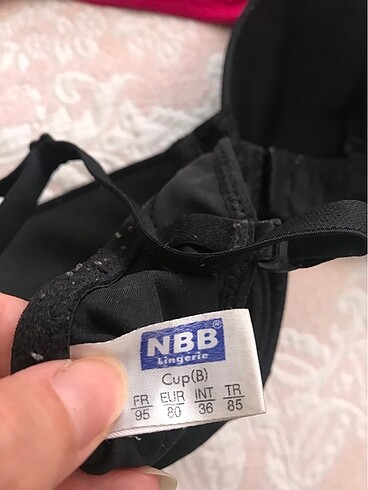 NBB®
Lingerie
Cup(B)
FR EUR INT TR
95 80 36 85